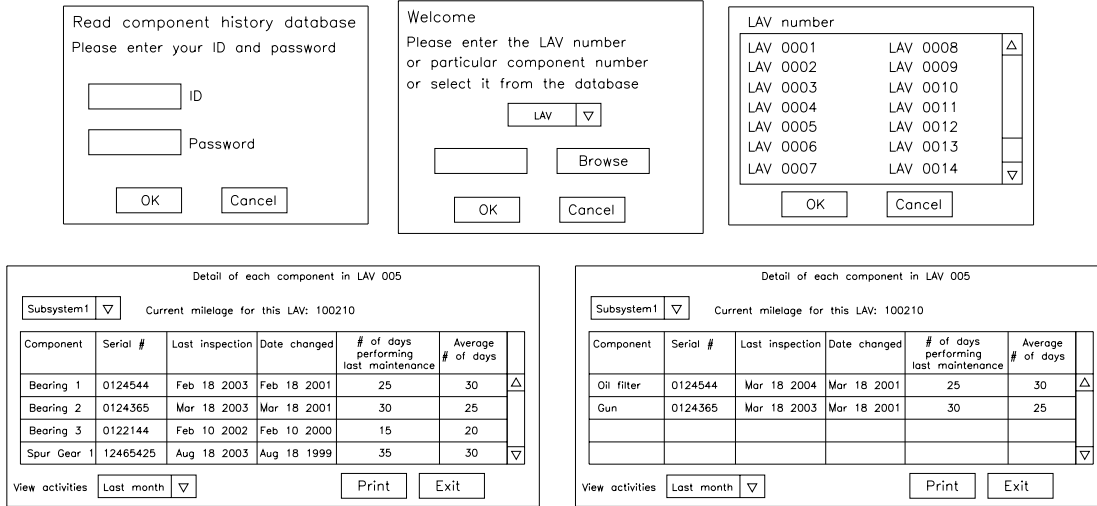 Read component history database
Please enter your ID and password
ID
Password
OK Cancel
Welcome
Please enter the LAV number
or particular component number
or select it from the database
LAV
Browse
OK Cancel
LAV number
LAV 0001 LAV 0008
LAV 0002 LAV 0009
LAV 0003 LAV 0010
LAV 0004 LAV 0011
LAV 0005 LAV 0012
LAV 0006 LAV 0013
LAV 0007 LAV 0014
OK Cancel
Detail of each component in LAV 005
Subsystem1 Current milelage for this LAV: 100210
Component Serial # Last inspection Date changed # of days performing last maintenance Average # of days
Bearing 1 0124544 Feb 18 2003 Feb 18 2001 25 30
Bearing 2 0124365 Mar 18 2003 Mar 18 2001 30 25
Bearing 3 0122144 Feb 10 2002 Feb 10 2000 15 20
Spur Gear 1 12465425 Aug 18 2003 Aug 18 1999 35 30
View activities Last month Print Exit
Detail of each component in LAV 005
Subsystem1 Current milelage for this LAV: 100210
Component Serial # Last inspection Date changed # of days performing last maintenance Average # of days
Oil filter 0124544 Mar 18 2004 Mar 18 2001 25 30
Gun 0124365 Mar 18 2003 Mar 18 2001 30 25
View activities Last month Print Exit